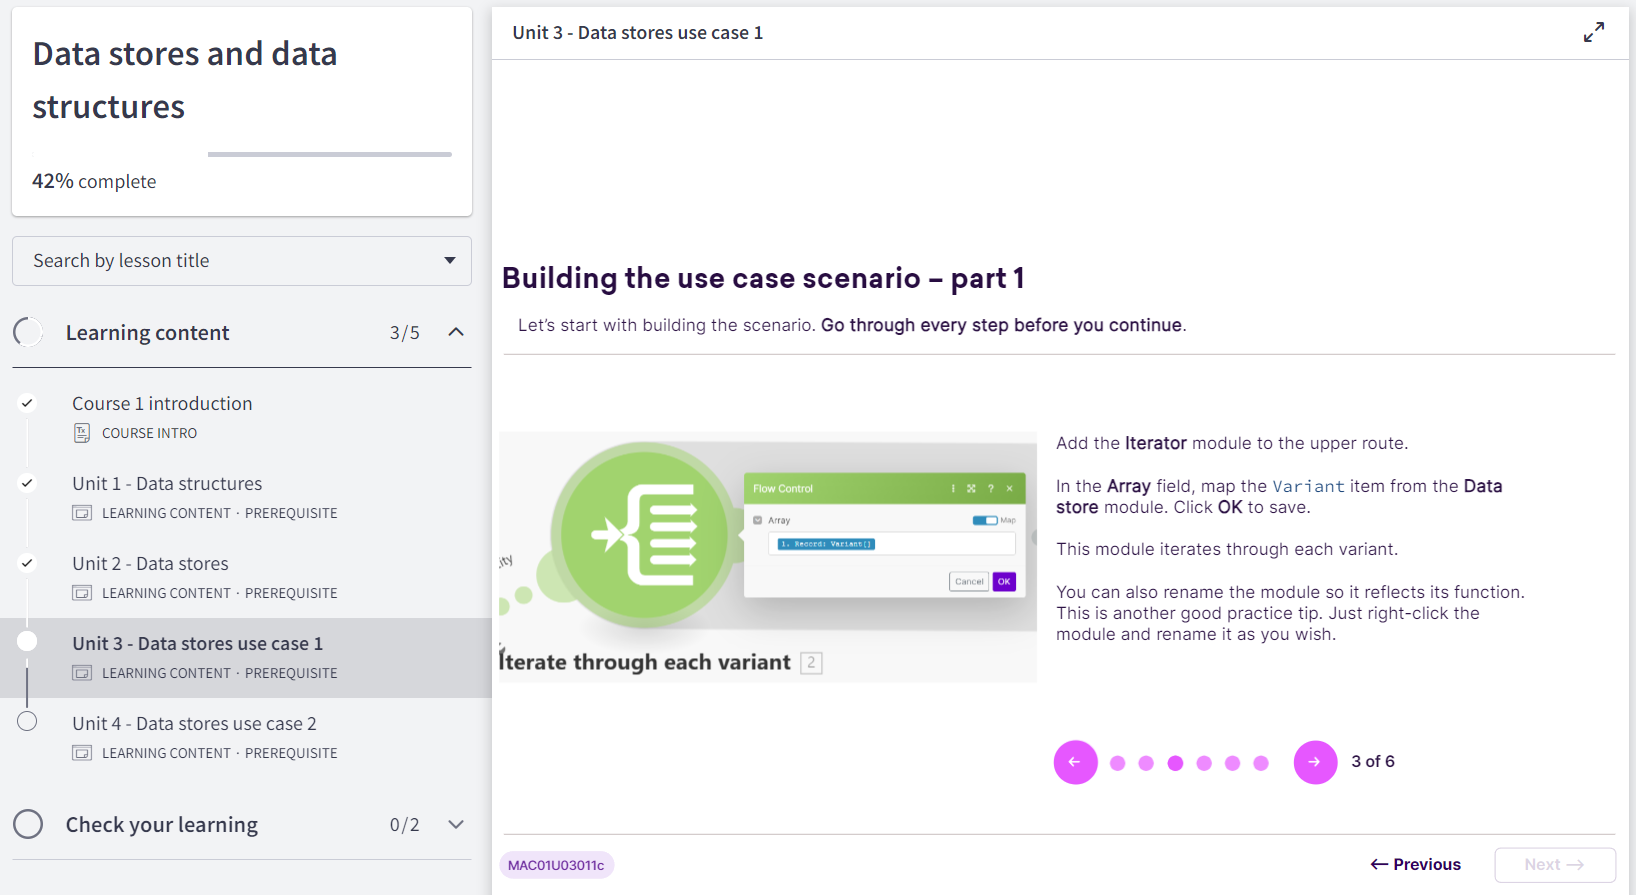 Data stores and data
structures
42% complete
Search by lesson title
Learning content 3/5
Course 1 introduction
COURSE INTRO
Unit 1 - Data structures
LEARNING CONTENT · PREREQUISITE
Unit 2 - Data stores
LEARNING CONTENT · PREREQUISITE
Unit 3 - Data stores use case 1
LEARNING CONTENT · PREREQUISITE
Unit 4 - Data stores use case 2
LEARNING CONTENT · PREREQUISITE
Check your learning 0/2
Unit 3 - Data stores use case 1
Building the use case scenario – part 1
Let's start with building the scenario. Go through every step before you continue.
Flow Control
Array Map
1. Record: Variant[]
Cancel OK
Iterate through each variant 2
Add the Iterator module to the upper route.
In the Array field, map the Variant item from the Data
store module. Click OK to save.
This module iterates through each variant.
You can also rename the module so it reflects its function.
This is another good practice tip. Just right-click the
module and rename it as you wish.
3 of 6
MAC01U03011c
← Previous
Next →